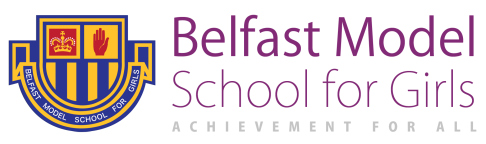 BELFAST MODEL SCHOOL FOR GIRLS
Belfast Model
School for Girls
ACHIEVEMENT FOR ALL